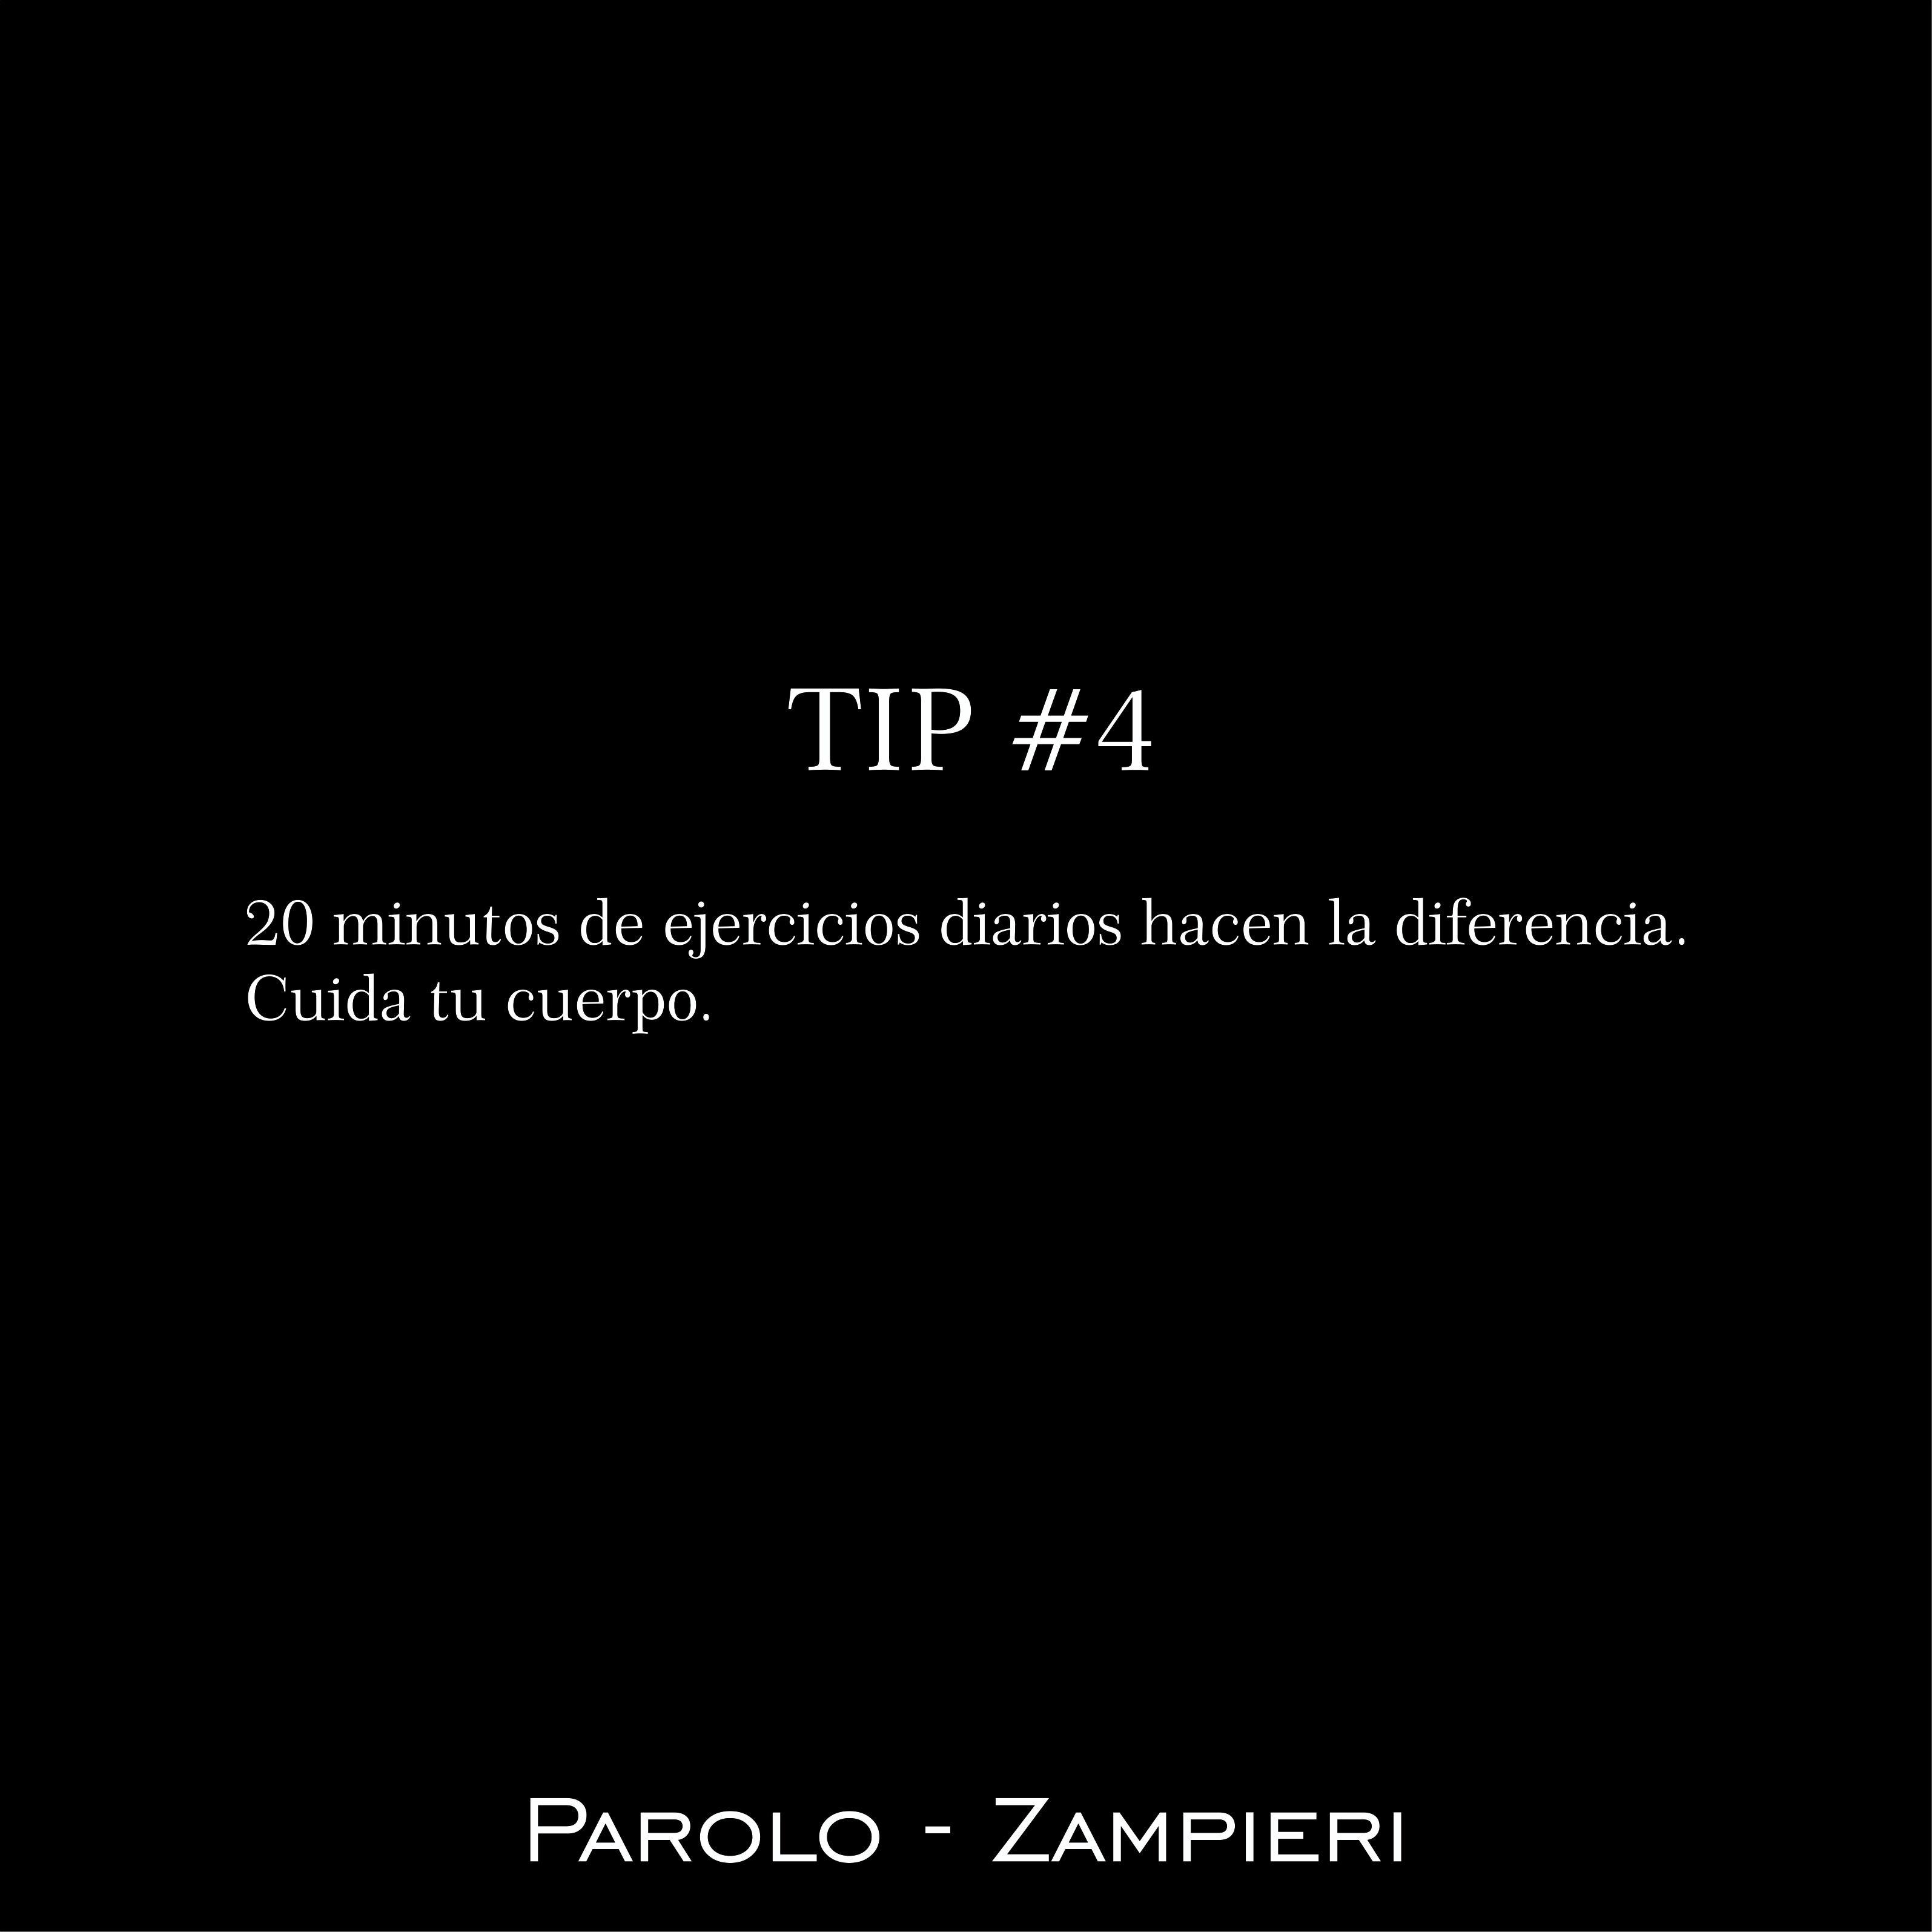 TIP #4
20 minutos de ejercicios diarios hacen la diferencia.
Cuida tu cuerpo.
PAROLO - ZAMPIERI